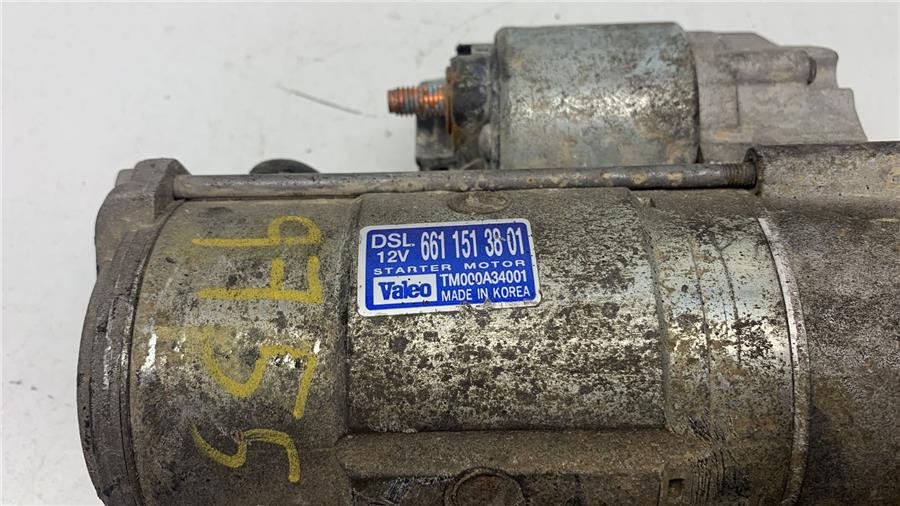 DSL. 661 151 38 01
12V
STARTER MOTOR
Valeo TM000A34001
MADE IN KOREA